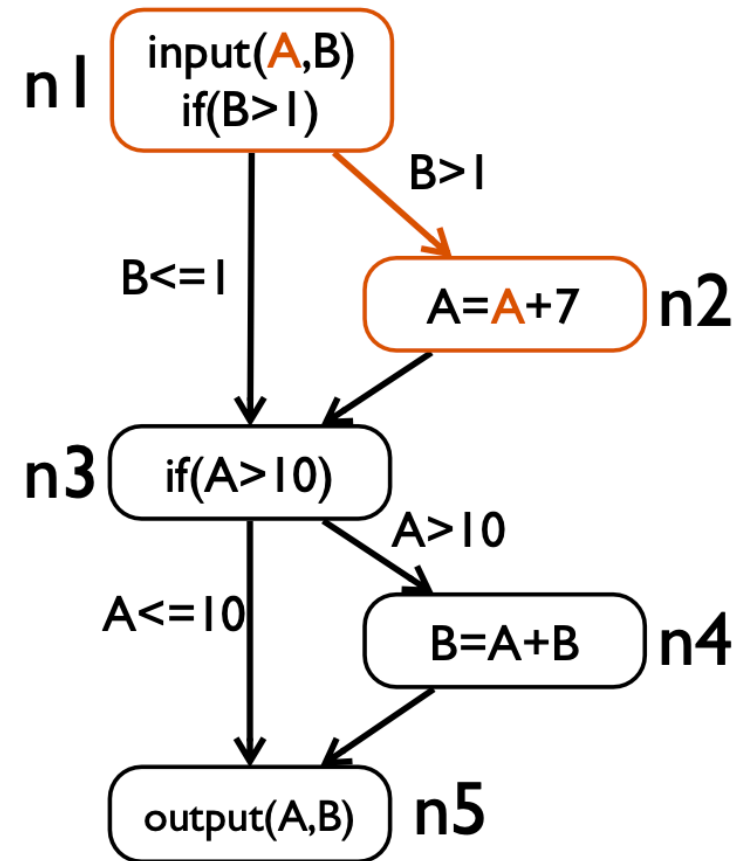 input(A,B)
n1
if(B>1)
B>1
B<=1
A=A+7
n2
n3
if(A>10)
A>10
A<=10
B=A+B
n4
output(A,B)
n5